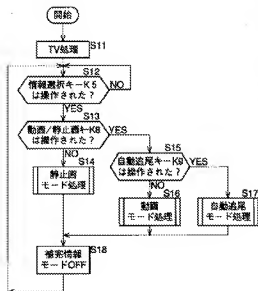 開始
S11
TV処理
S12
情報選択キーK5
は操作された?
NO
YES
S13
動画/静止画キーK8
は操作された?
YES
NO
S15
自動追尾キーK9
は操作された?
YES
NO
S14
静止画
モード処理
S16
動画
モード処理
S17
自動追尾
モード処理
S18
補完情報
モードOFF